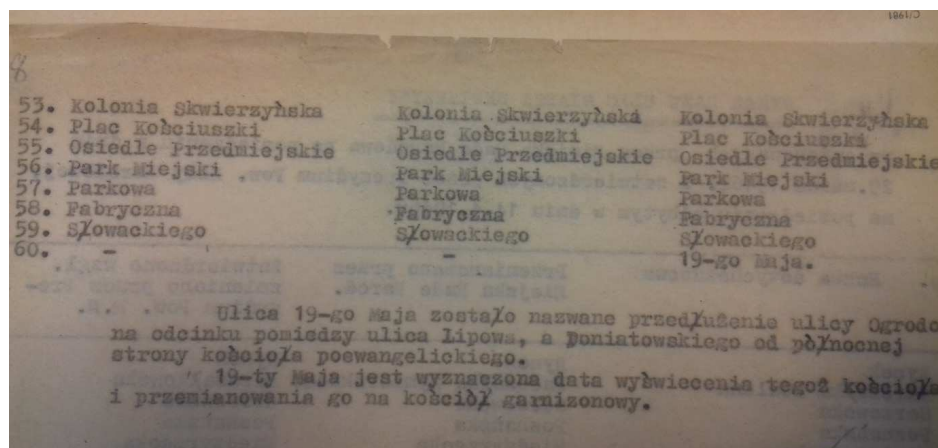 1061/5
8
53. Kolonia Skwierzyńska Kolonia Skwierzyńska Kolonia Skwierzyńska
54. Plac Kościuszki Plac Kościuszki Plac Kościuszki
55. Osiedle Przedmiejskie Osiedle Przedmiejskie Osiedle Przedmiejskie
56. Park Miejski Park Miejski Park Miejski
57. Parkowa Parkowa Parkowa
58. Fabryczna Fabryczna Fabryczna
59. Słowackiego Słowackiego Słowackiego
60. - - 19-go Maja.
Ulica 19-go Maja zostało nazwane przedłużenie ulicy Ogrodo
na odcinku pomiedzy ulica Lipowa, a Poniatowskiego od północnej
strony kościoła poewangelickiego.
19-ty Maja jest wyznaczona data wyświecenia tegoż kościoła
i przemianowania go na kościół garnizonowy.